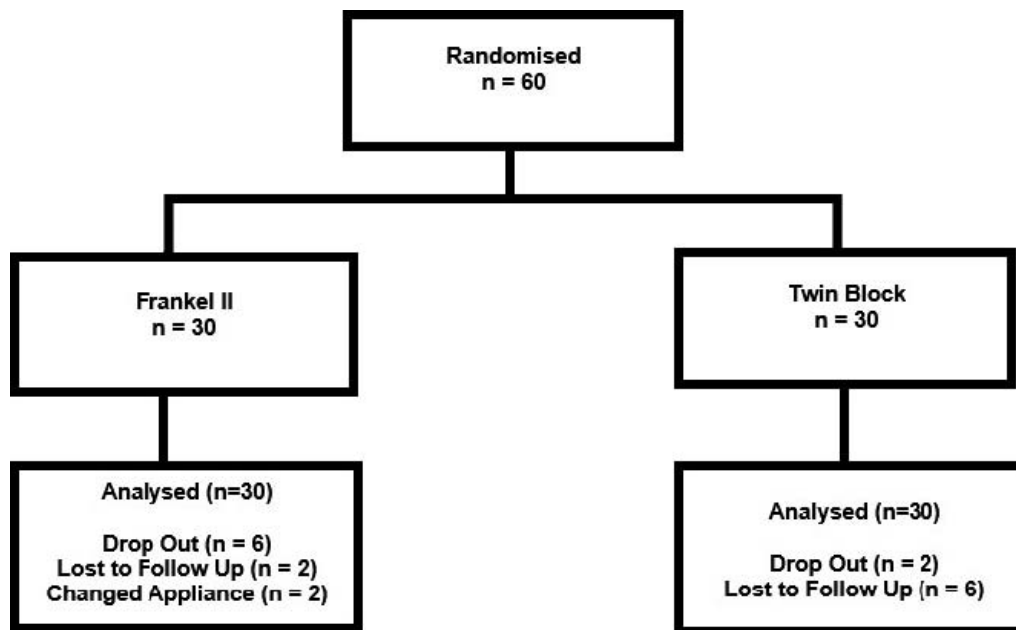 Randomised
n = 60
Frankel II
n = 30
Twin Block
n = 30
Analysed (n=30)
Drop Out (n = 6)
Lost to Follow Up (n = 2)
Changed Appliance (n = 2)
Analysed (n=30)
Drop Out (n = 2)
Lost to Follow Up (n = 6)